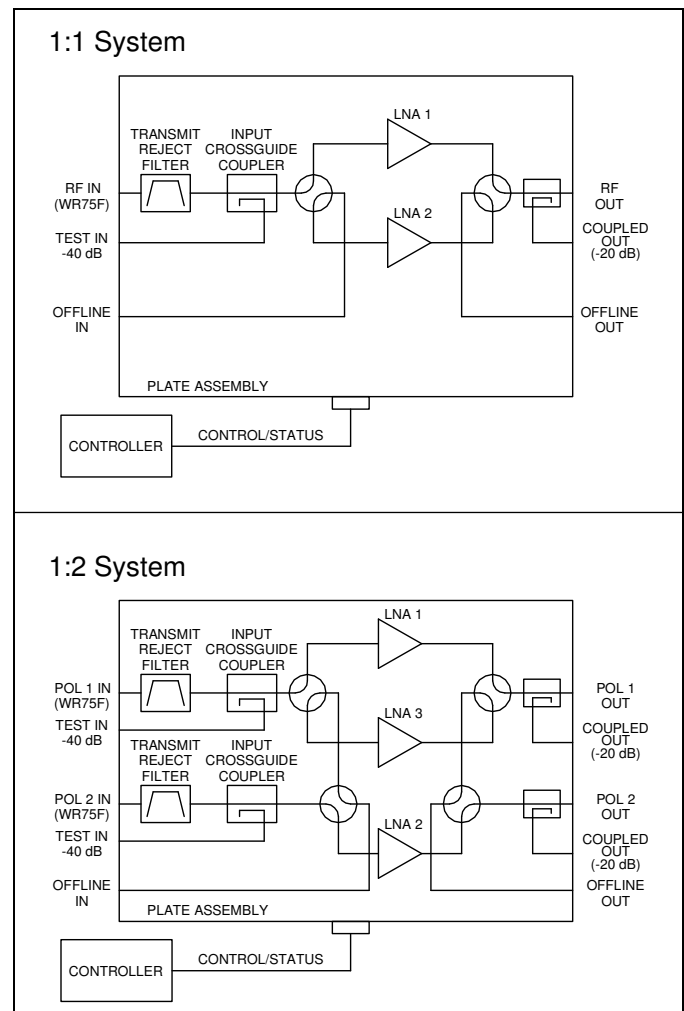 1:1 System
LNA 1
TRANSMIT
REJECT
FILTER
INPUT
CROSSGUIDE
COUPLER
RF IN
(WR75F)
RF
OUT
LNA 2
TEST IN
-40 dB
COUPLED
OUT
(-20 dB)
OFFLINE
IN
OFFLINE
OUT
PLATE ASSEMBLY
CONTROLLER
CONTROL/STATUS
1:2 System
LNA 1
TRANSMIT
REJECT
FILTER
INPUT
CROSSGUIDE
COUPLER
POL 1 IN
(WR75F)
POL 1
OUT
LNA 3
TEST IN
-40 dB
COUPLED
OUT
(-20 dB)
TRANSMIT
REJECT
FILTER
INPUT
CROSSGUIDE
COUPLER
POL 2 IN
(WR75F)
POL 2
OUT
LNA 2
TEST IN
-40 dB
COUPLED
OUT
(-20 dB)
OFFLINE
IN
OFFLINE
OUT
PLATE ASSEMBLY
CONTROLLER
CONTROL/STATUS